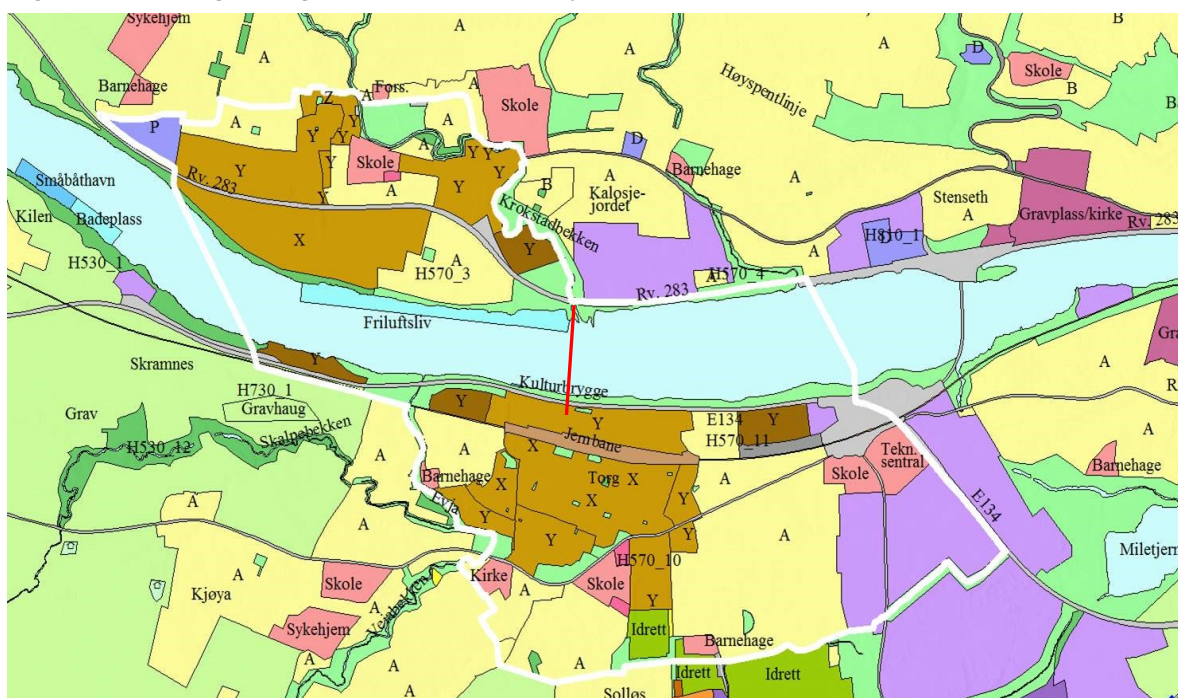 Sykehjem
A
A
A
B
D
Skole
B
B
Høyspentlinje
Barnehage
Fors.
A
A
Z
Skole
P
A
Y
Y
Y
A
D
A
Skole
Y
Y
Y
Barnehage
A
Rv. 283
Y
Y
Y
A
B
A
Kalosje-
jordet
Stenseth
A
Gravplass/kirke
Småbåthavn
Badeplass
Kilen
Krokstadbekken
Rv. 283
A
X
Y
A
H810_1
D
A
H530_1
H570_3
H570_4
A
Rv. 283
Friluftsliv
Skramnes
Y
Kulturbrygge
A
Gra
H730_1
Gravhaug
Grav
Skalpebekken
Y
Y
E134
Y
A
R
H530_12
A
Jernbane
H570_11
A
Barnehage
X
Torg
X
X
Y
A
Skole
Tekn.
sentral
Barnehage
Evja
A
A
Y
Y
Y
E134
Kjøya
A
Skole
A
Vejabekken
Kirke
A
Skole
H570_10
Y
A
Miletjern
Sykehjem
A
A
Idrett
Barnehage
A
Solløs
Idrett
Idrett